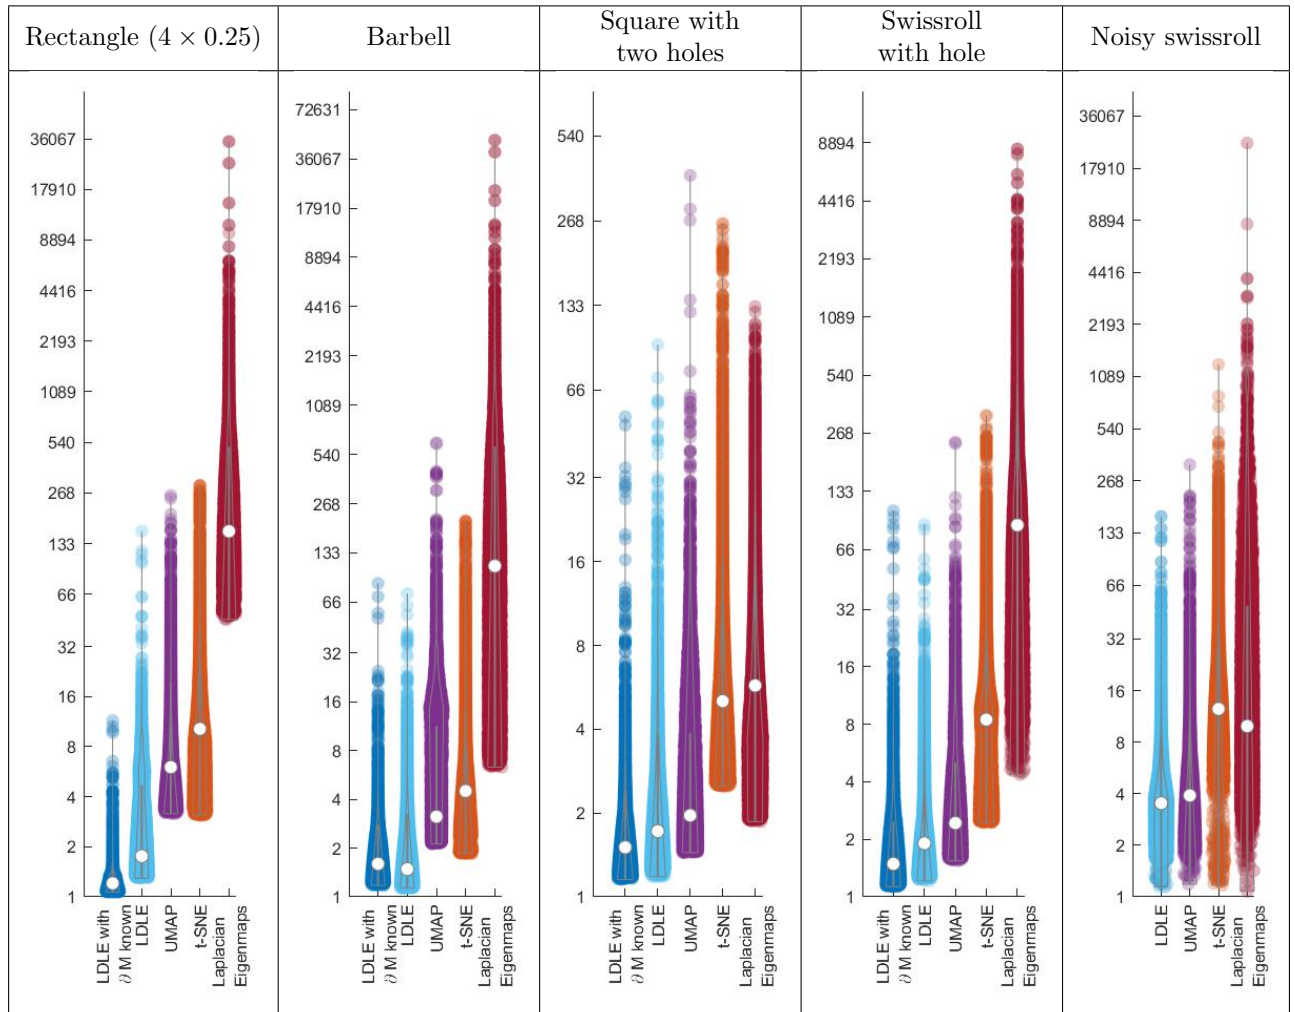 Rectangle (4 × 0.25)
Barbell
Square with
two holes
Swissroll
with hole
Noisy swissroll
36067
17910
8894
4416
2193
1089
540
268
133
66
32
16
8
4
2
1
LDLE with
∂ M known
LDLE
UMAP
t-SNE
Laplacian
Eigenmaps
72631
36067
17910
8894
4416
2193
1089
540
268
133
66
32
16
8
4
2
1
LDLE with
∂ M known
LDLE
UMAP
t-SNE
Laplacian
Eigenmaps
540
268
133
66
32
16
8
4
2
1
LDLE with
∂ M known
LDLE
UMAP
t-SNE
Laplacian
Eigenmaps
8894
4416
2193
1089
540
268
133
66
32
16
8
4
2
1
LDLE with
∂ M known
LDLE
UMAP
t-SNE
Laplacian
Eigenmaps
36067
17910
8894
4416
2193
1089
540
268
133
66
32
16
8
4
2
1
LDLE
UMAP
t-SNE
Laplacian
Eigenmaps